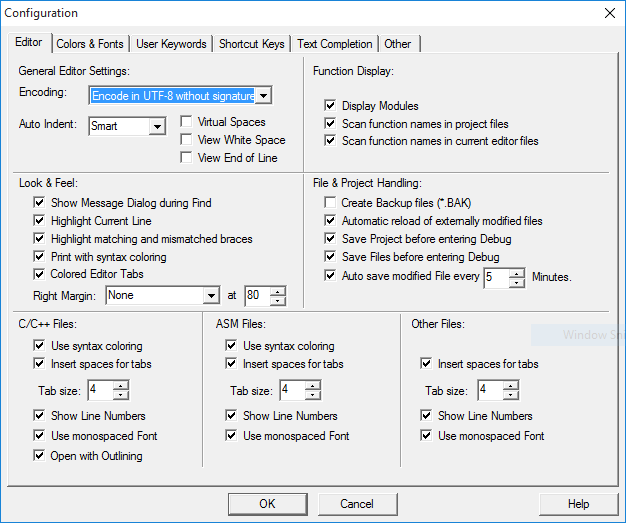 Configuration
Editor Colors & Fonts User Keywords Shortcut Keys Text Completion Other
General Editor Settings:
Encoding: Encode in UTF-8 without signature
Auto Indent: Smart
Virtual Spaces
View White Space
View End of Line
Function Display:
Display Modules
Scan function names in project files
Scan function names in current editor files
Look & Feel:
Show Message Dialog during Find
Highlight Current Line
Highlight matching and mismatched braces
Print with syntax coloring
Colored Editor Tabs
Right Margin: None at 80
File & Project Handling:
Create Backup files (*.BAK)
Automatic reload of externally modified files
Save Project before entering Debug
Save Files before entering Debug
Auto save modified File every 5 Minutes.
C/C++ Files:
Use syntax coloring
Insert spaces for tabs
Tab size: 4
Show Line Numbers
Use monospaced Font
Open with Outlining
ASM Files:
Use syntax coloring
Insert spaces for tabs
Tab size: 4
Show Line Numbers
Use monospaced Font
Other Files:
Insert spaces for tabs
Tab size: 4
Show Line Numbers
Use monospaced Font
Window
OK Cancel Help